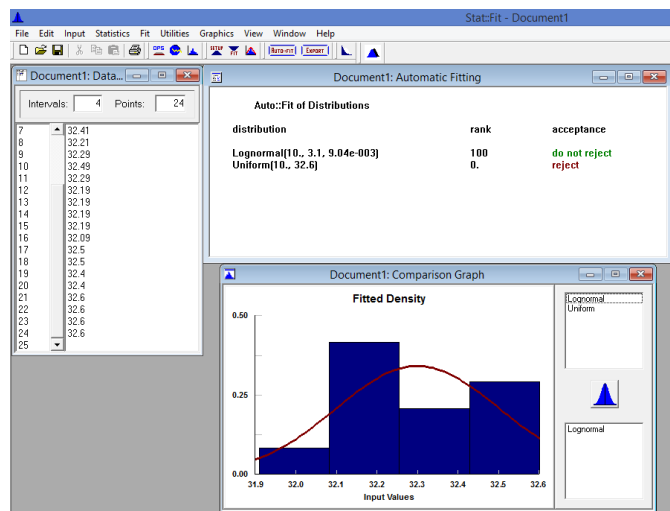 Stat::Fit - Document1
File Edit Input Statistics Fit Utilities Graphics View Window Help
OPS SETUP FIT AUTO::FIT EXPORT
Document1: Data...
Intervals: 4 Points: 24
7 32.41
8 32.21
9 32.29
10 32.49
11 32.29
12 32.19
13 32.19
14 32.19
15 32.19
16 32.09
17 32.5
18 32.5
19 32.4
20 32.4
21 32.6
22 32.6
23 32.6
24 32.6
25
Document1: Automatic Fitting
Auto::Fit of Distributions
distribution rank acceptance
Lognormal(10., 3.1, 9.04e-003) 100 do not reject
Uniform(10., 32.6) 0. reject
Document1: Comparison Graph
Fitted Density
0.50
0.25
0.00
31.9 32.0 32.1 32.2 32.3 32.4 32.5 32.6
Input Values
Lognormal
Uniform
Lognormal